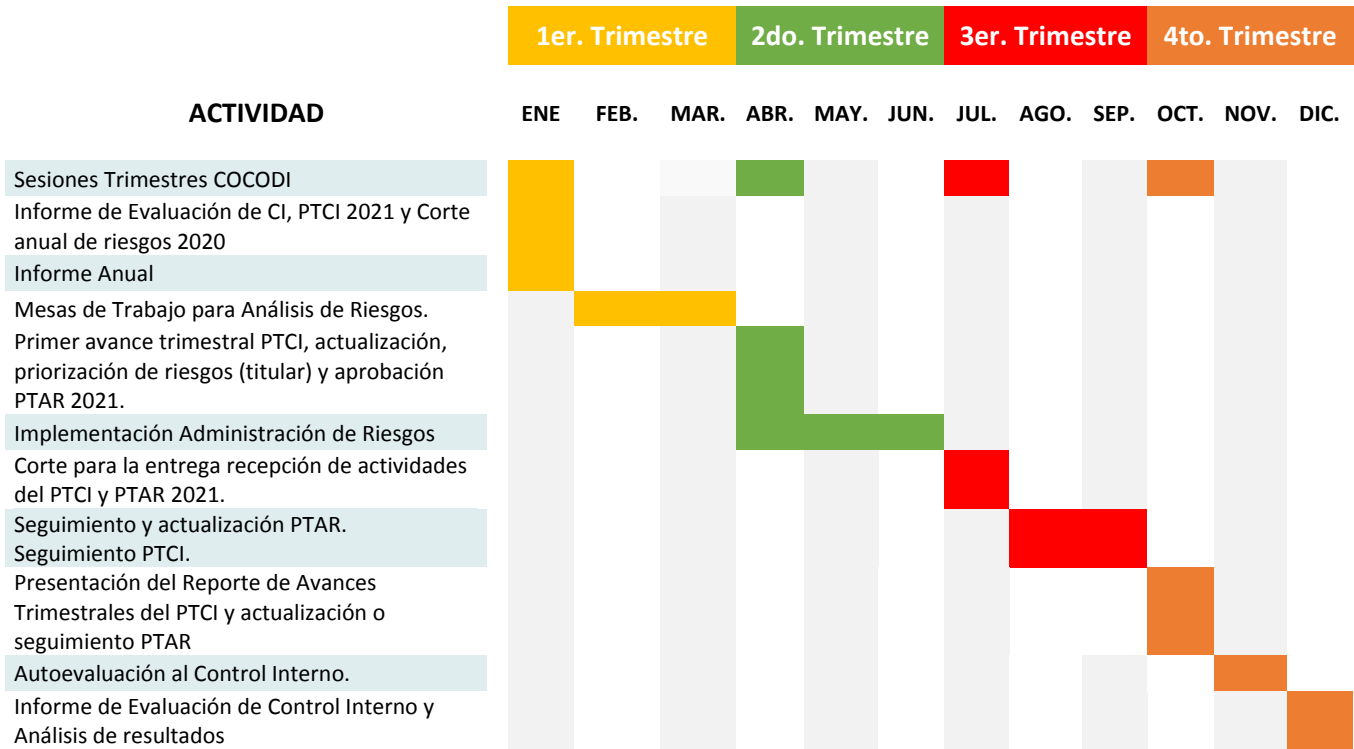 1er. Trimestre 2do. Trimestre 3er. Trimestre 4to. Trimestre
ACTIVIDAD ENE FEB. MAR. ABR. MAY. JUN. JUL. AGO. SEP. OCT. NOV. DIC.
Sesiones Trimestres COCODI
Informe de Evaluación de CI, PTCI 2021 y Corte
anual de riesgos 2020
Informe Anual
Mesas de Trabajo para Análisis de Riesgos.
Primer avance trimestral PTCI, actualización,
priorización de riesgos (titular) y aprobación
PTAR 2021.
Implementación Administración de Riesgos
Corte para la entrega recepción de actividades
del PTCI y PTAR 2021.
Seguimiento y actualización PTAR.
Seguimiento PTCI.
Presentación del Reporte de Avances
Trimestrales del PTCI y actualización o
seguimiento PTAR
Autoevaluación al Control Interno.
Informe de Evaluación de Control Interno y
Análisis de resultados